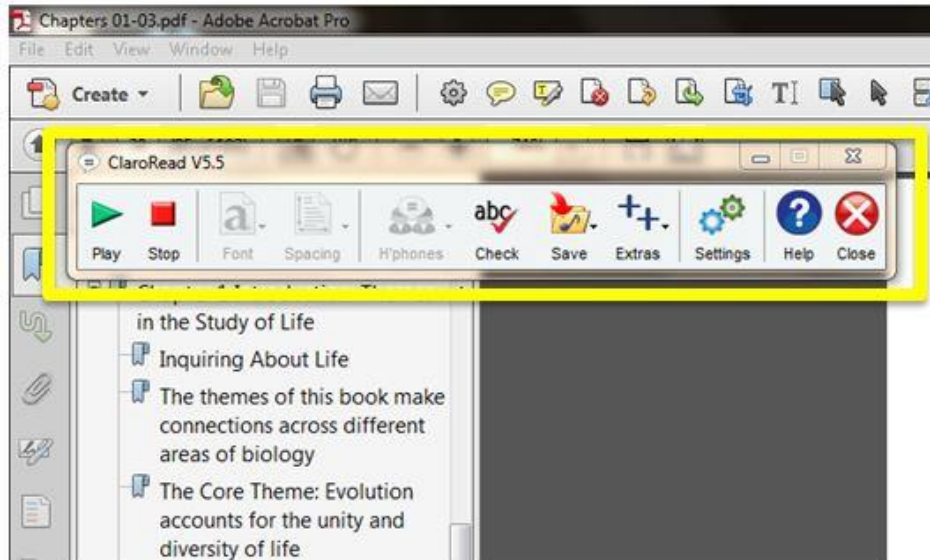 Chapters 01-03.pdf - Adobe Acrobat Pro
File Edit View Window Help
Create
ClaroRead V5.5
abc
Play Stop Font Spacing H'phones Check Save Extras Settings Help Close
in the Study of Life
Inquiring About Life
The themes of this book make
connections across different
areas of biology
The Core Theme: Evolution
accounts for the unity and
diversity of life